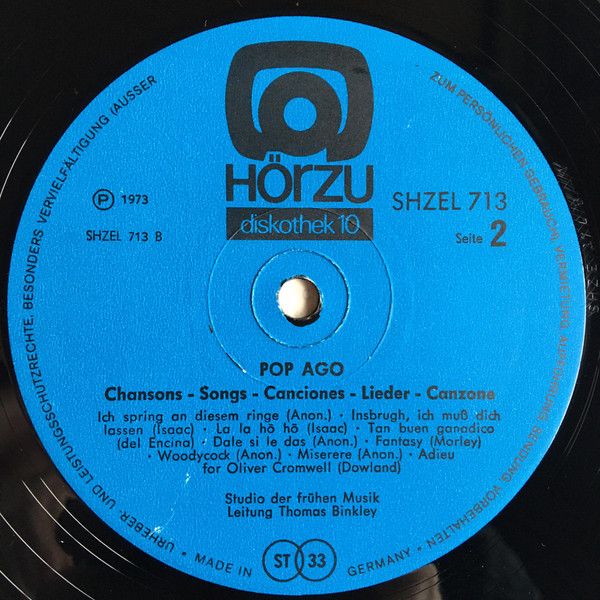 HÖRZU
diskothek 10
℗ 1973
SHZEL 713 B
SHZEL 713
Seite 2
POP AGO
Chansons - Songs - Canciones - Lieder - Canzone
Ich spring an diesem ringe (Anon.) · Insbrugh, ich muß dich
lassen (Isaac) · La la hö hö (Isaac) · Tan buen ganadico
(del Encina) · Dale si le das (Anon.) · Fantasy (Morley)
· Woodycock (Anon.) · Miserere (Anon.) · Adieu
for Oliver Cromwell (Dowland)
Studio der frühen Musik
Leitung Thomas Binkley
ST 33
· URHEBER- UND LEISTUNGSSCHUTZRECHTE, BESONDERS VERVIELFÄLTIGUNG (AUSSER
ZUM PERSÖNLICHEN GEBRAUCH), VERMIETUNG, AUFFÜHRUNG, SENDUNG VORBEHALTEN
· MADE IN GERMANY ·